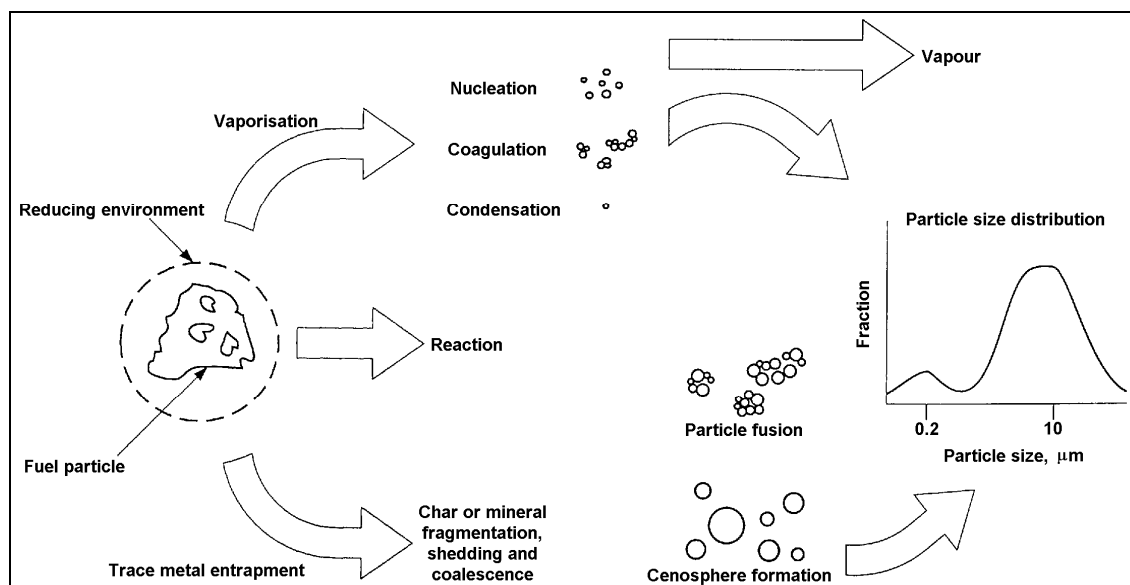 Vapour
Nucleation
Vaporisation
Coagulation
Reducing environment
Condensation
Particle size distribution
Fraction
Reaction
0.2
10
Particle size, μm
Particle fusion
Fuel particle
Char or mineral
fragmentation,
shedding and
coalescence
Trace metal entrapment
Cenosphere formation